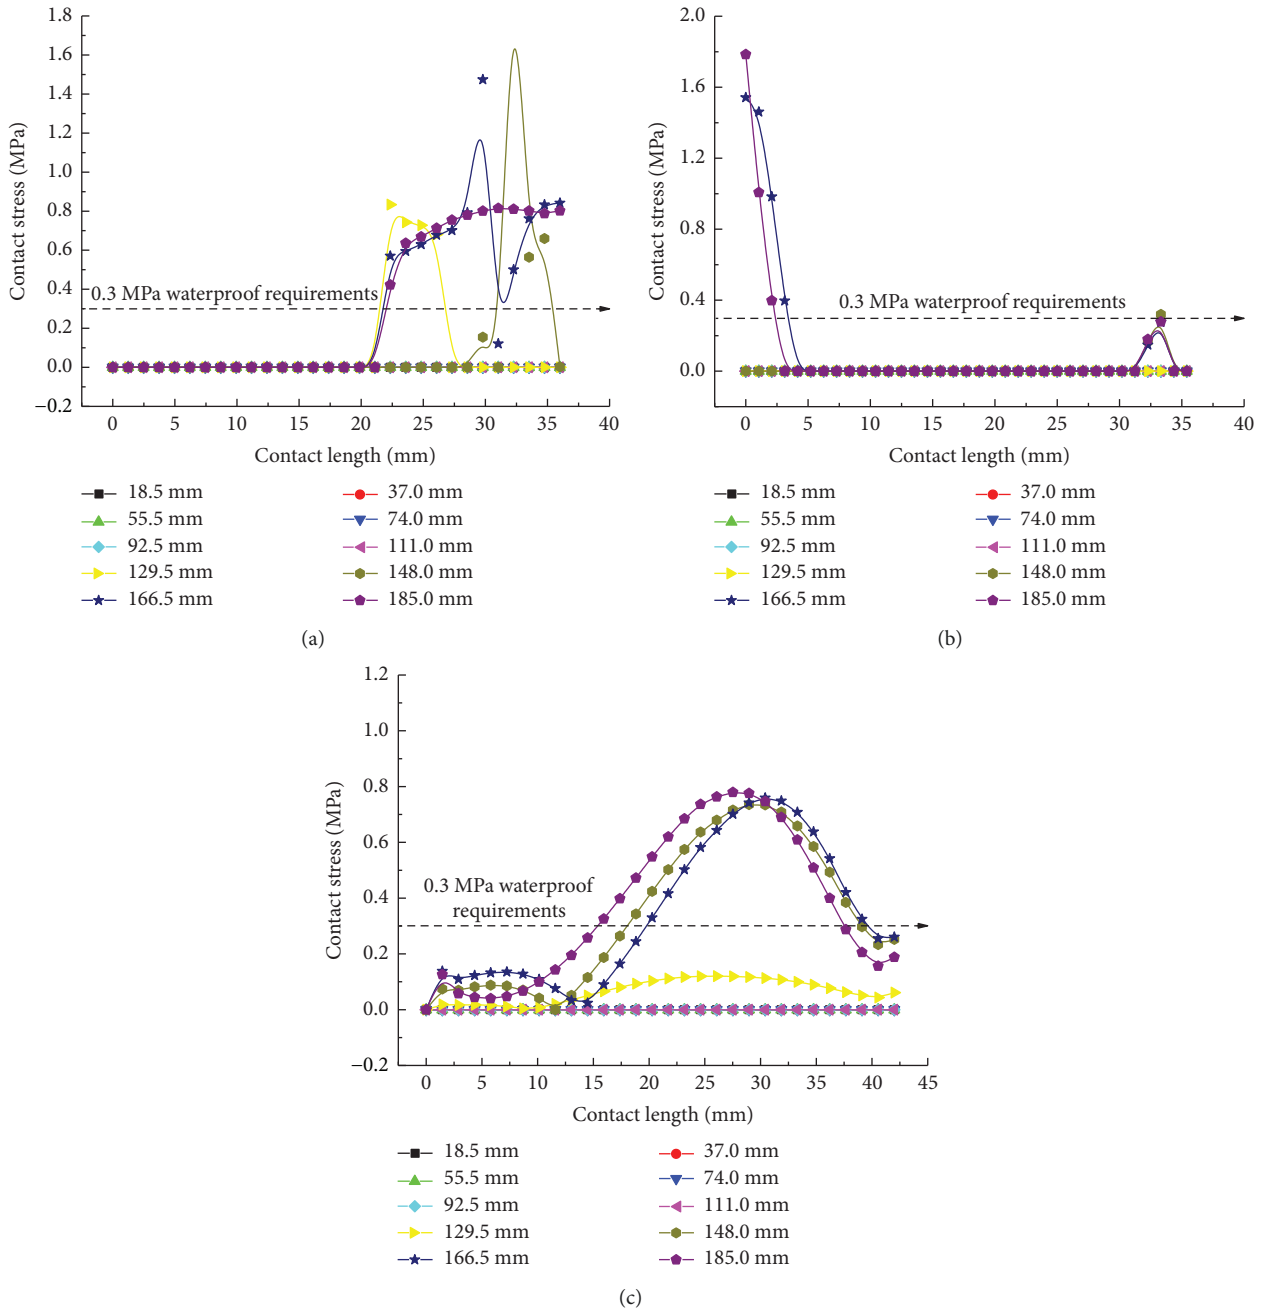 1.8
1.6
1.4
1.2
1.0
0.8
0.6
0.4
0.2
0.0
−0.2
Contact stress (MPa)
0.3 MPa waterproof requirements
0 5 10 15 20 25 30 35 40
Contact length (mm)
18.5 mm 37.0 mm
55.5 mm 74.0 mm
92.5 mm 111.0 mm
129.5 mm 148.0 mm
166.5 mm 185.0 mm
(a)
2.0
1.6
1.2
0.8
0.4
0.0
Contact stress (MPa)
0.3 MPa waterproof requirements
0 5 10 15 20 25 30 35 40
Contact length (mm)
18.5 mm 37.0 mm
55.5 mm 74.0 mm
92.5 mm 111.0 mm
129.5 mm 148.0 mm
166.5 mm 185.0 mm
(b)
1.2
1.0
0.8
0.6
0.4
0.2
0.0
−0.2
Contact stress (MPa)
0.3 MPa waterproof
requirements
0 5 10 15 20 25 30 35 40 45
Contact length (mm)
18.5 mm 37.0 mm
55.5 mm 74.0 mm
92.5 mm 111.0 mm
129.5 mm 148.0 mm
166.5 mm 185.0 mm
(c)